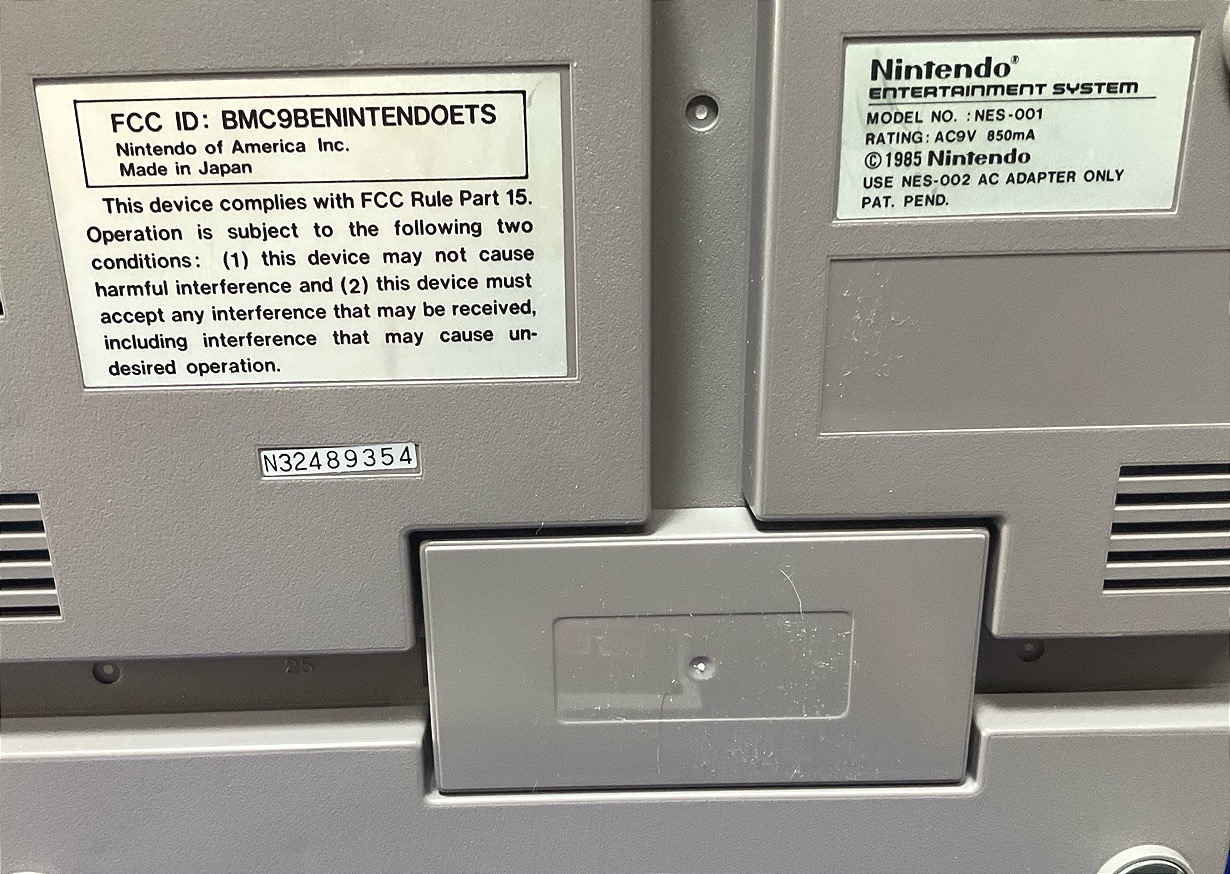 FCC ID: BMC9BENINTENDOETS
Nintendo of America Inc.
Made in Japan
This device complies with FCC Rule Part 15.
Operation is subject to the following two
conditions: (1) this device may not cause
harmful interference and (2) this device must
accept any interference that may be received,
including interference that may cause un-
desired operation.
N32489354
25
Nintendo®
ENTERTAINMENT SYSTEM
MODEL NO. : NES-001
RATING: AC9V 850mA
©1985 Nintendo
USE NES-002 AC ADAPTER ONLY
PAT. PEND.